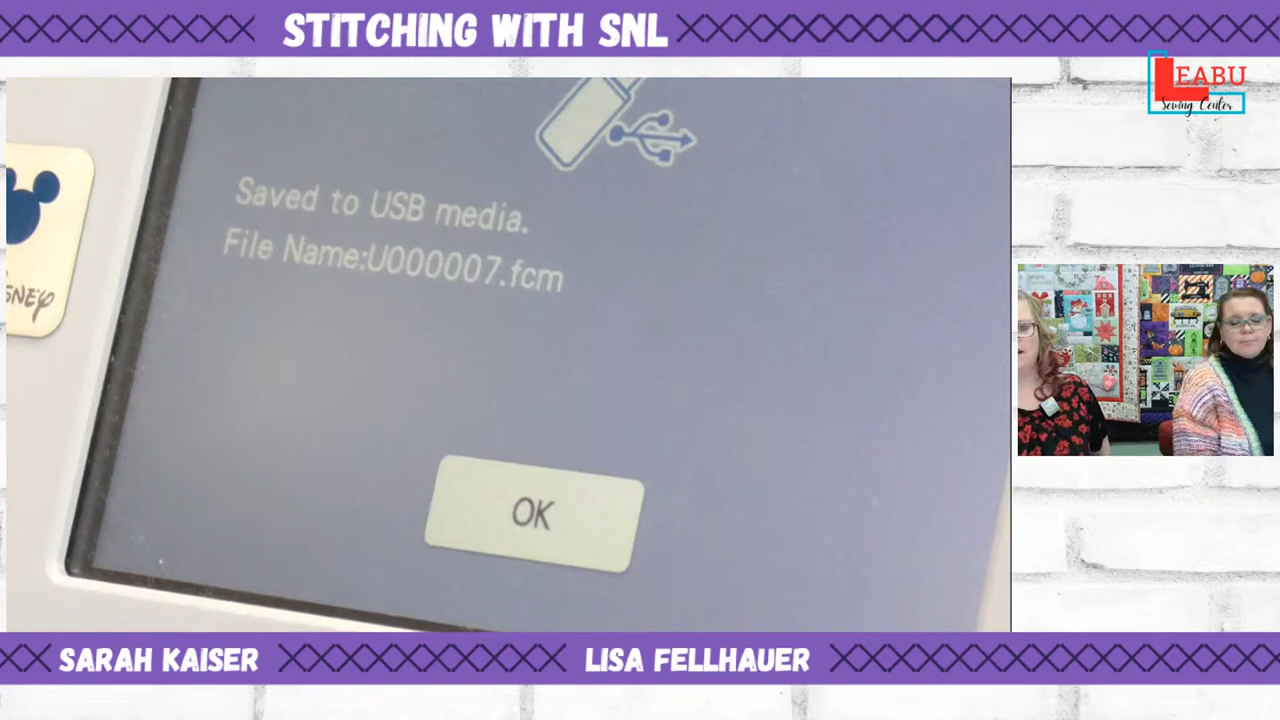 STITCHING WITH SNL
LEABU
Sewing Center
Saved to USB media.
File Name:U000007.fcm
OK
SARAH KAISER
LISA FELLHAUER